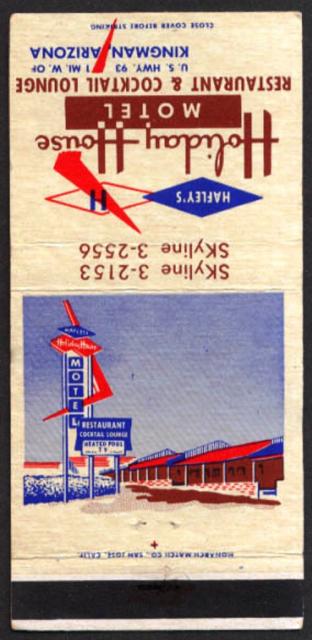 CLOSE COVER BEFORE STRIKING
KINGMAN, ARIZONA
U. S. HWY. 93 1 MI. W. OF
RESTAURANT & COCKTAIL LOUNGE
MOTEL
Holiday House
H
HAFLEY'S
SKyline 3-2556
SKyline 3-2153
HAFLEY'S
Holiday House
MOTEL
RESTAURANT
COCKTAIL LOUNGE
HEATED POOL
T V
MONARCH MATCH CO., SAN JOSE, CALIF.